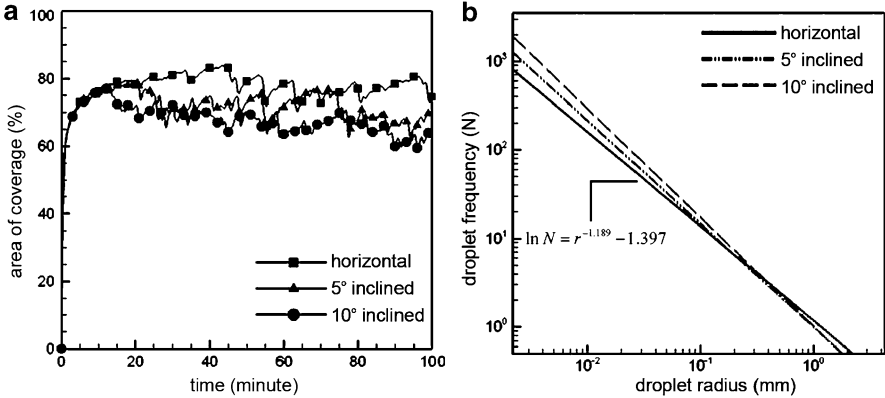 a
100
80
60
40
20
0
area of coverage (%)
0 20 40 60 80 100
time (minute)
horizontal
5° inclined
10° inclined
b
10³
10²
10¹
10⁰
droplet frequency (N)
10⁻² 10⁻¹ 10⁰
droplet radius (mm)
horizontal
5° inclined
10° inclined
ln N = r⁻¹·¹⁸⁹ – 1.397